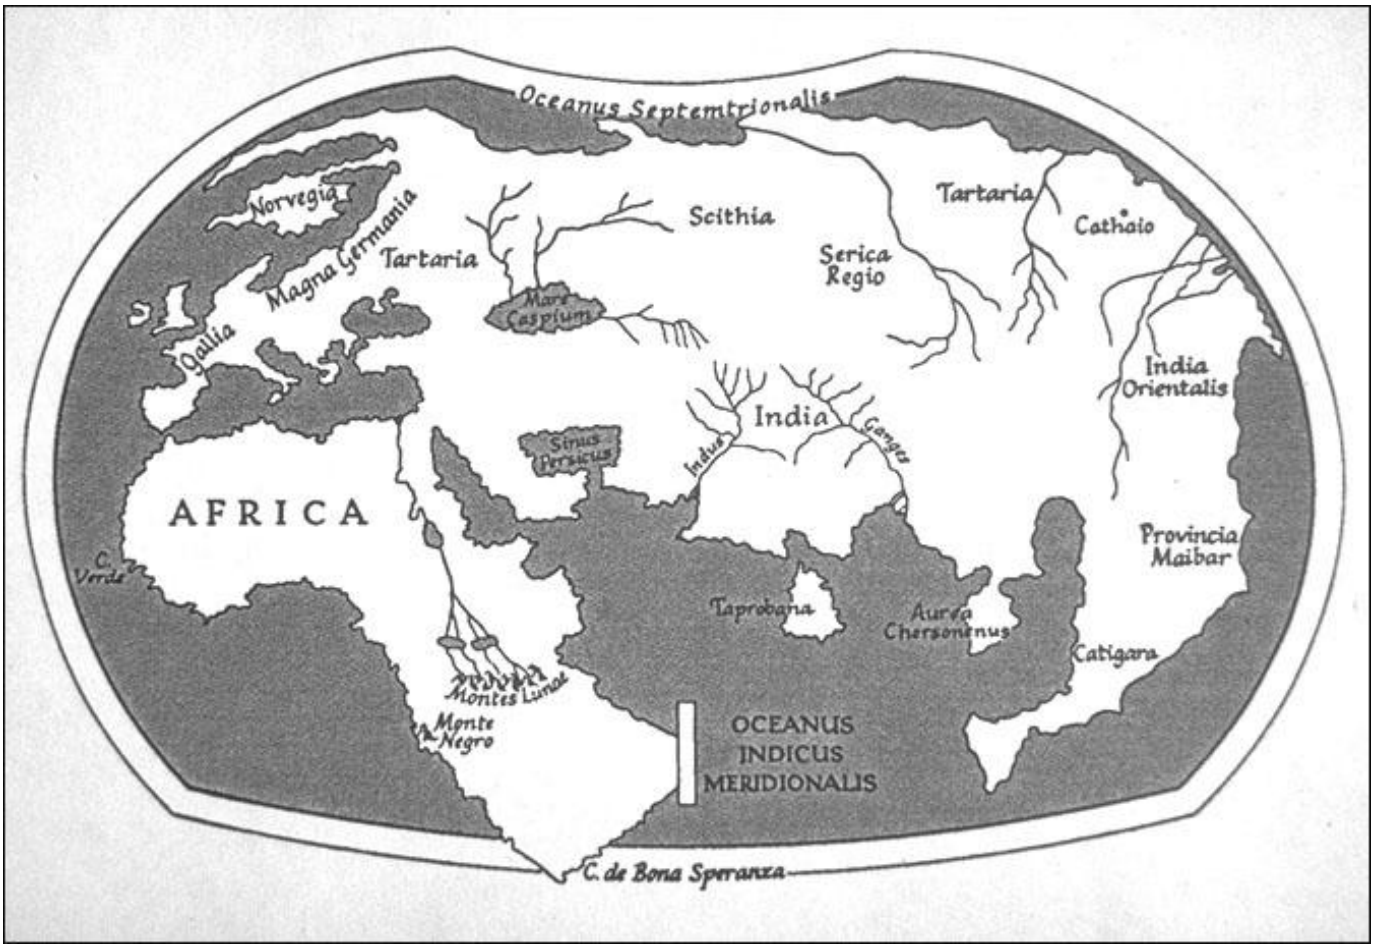 Oceanus Septemtrionalis
Norvegia
Magna Germania
Tartaria
Scithia
Tartaria
Cathaio
Serica
Regio
Mare
Caspium
Gallia
India
Orientalis
India
Indus
Ganges
Sinus
Persicus
AFRICA
C.
Verde
Provincia
Maibar
Taprobana
Aurea
Chersonenus
Catigara
Montes Lunae
Monte
Negro
OCEANUS
INDICUS
MERIDIONALIS
C. de Bona Speranza